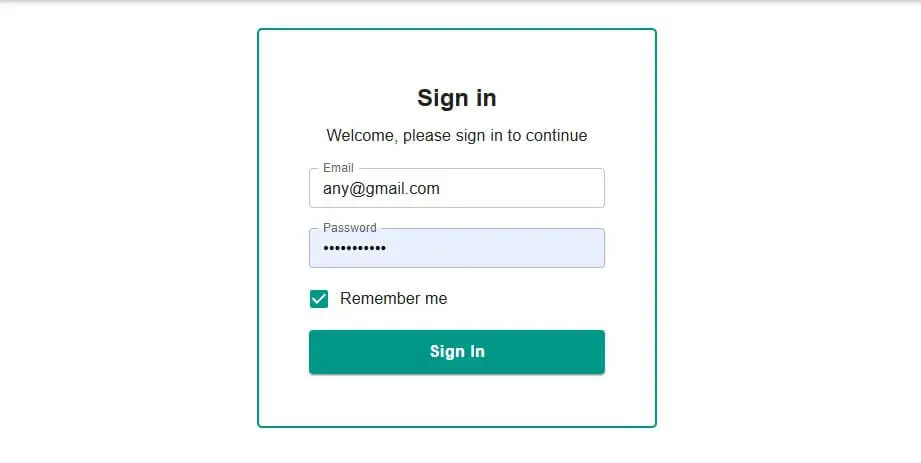 Sign in
Welcome, please sign in to continue
Email
any@gmail.com
Password
•••••••••••
Remember me
Sign In